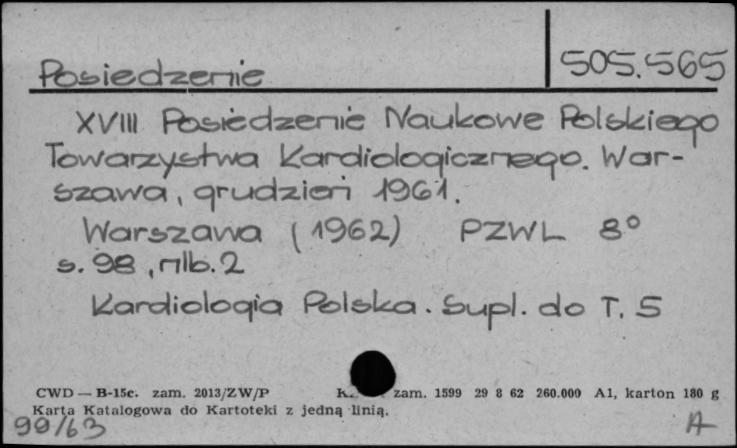 Posiedzenie 505.565
XVIII Posiedzenie Naukowe Polskiego
Towarzystwa Kardiologicznego. War-
szawa, grudzień 1961.
Warszawa (1962) PZWL 8°
s. 98, nlb. 2
Kardiologia Polska. Supl. do T. 5
CWD — B-15c. zam. 2013/ZW/P zam. 1599 29 8 62 260.000 A1, karton 180 g
Karta Katalogowa do Kartoteki z jedną linią.
99/63 A